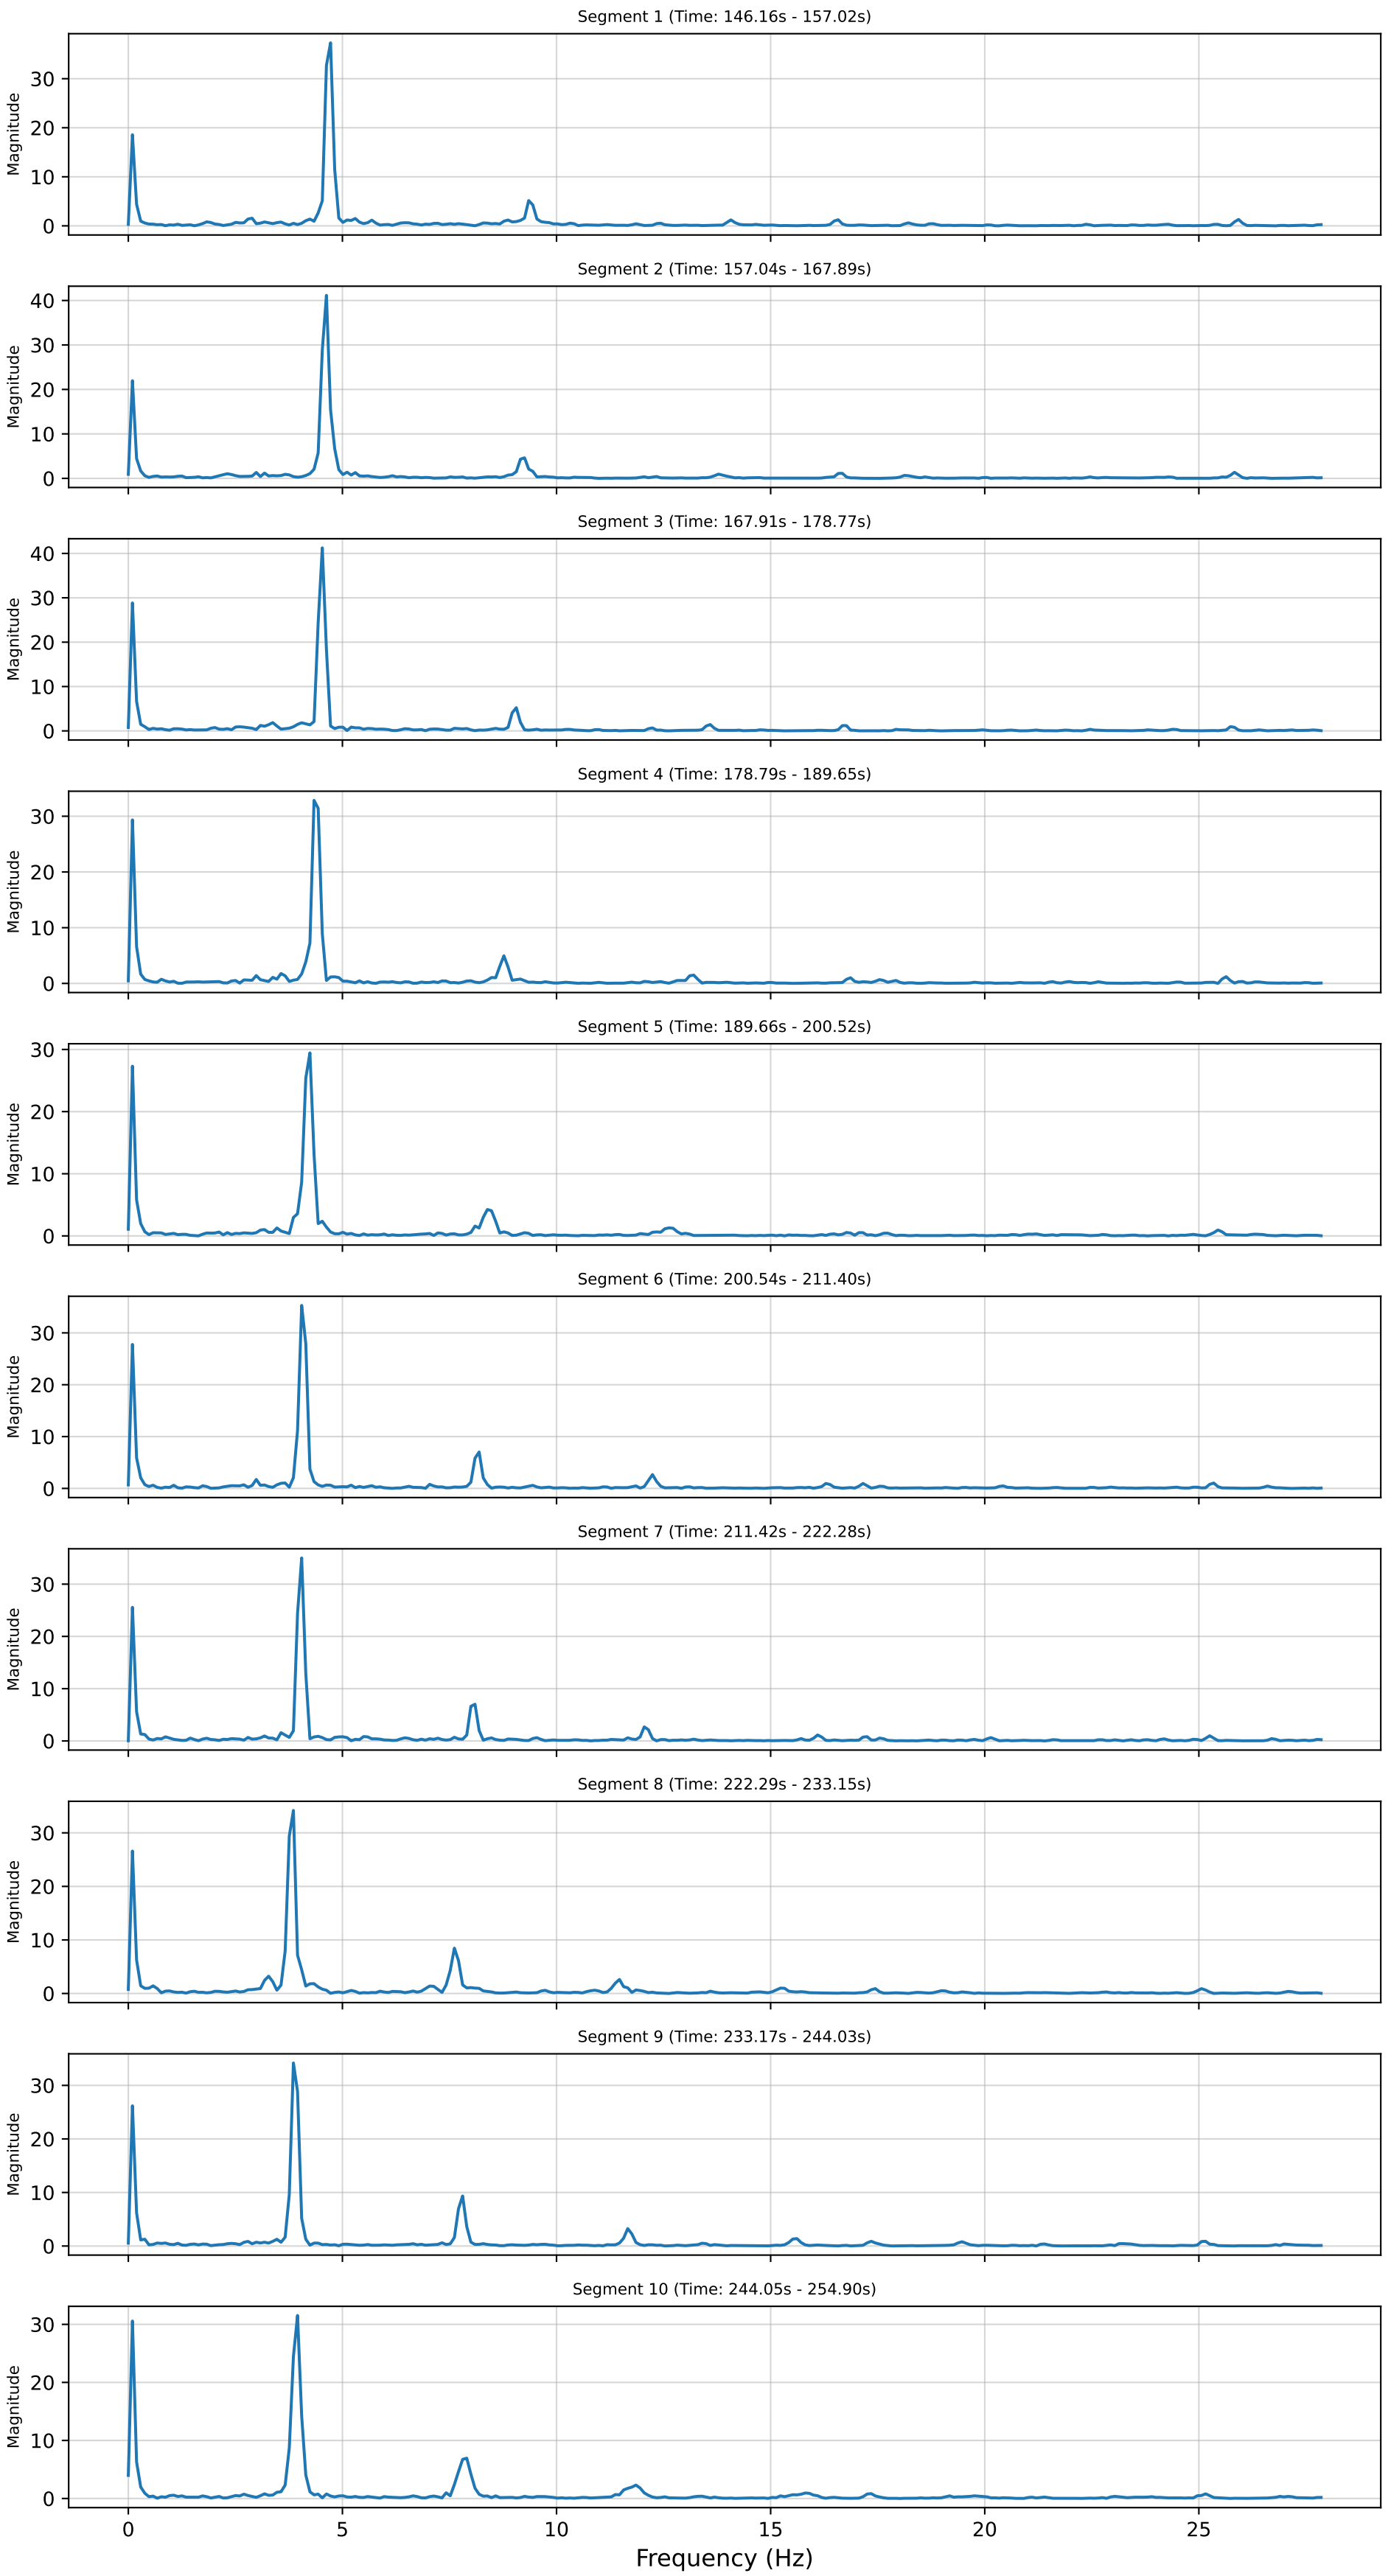 Segment 1 (Time: 146.16s - 157.02s)
Magnitude
30
20
10
0
Segment 2 (Time: 157.04s - 167.89s)
Magnitude
40
30
20
10
0
Segment 3 (Time: 167.91s - 178.77s)
Magnitude
40
30
20
10
0
Segment 4 (Time: 178.79s - 189.65s)
Magnitude
30
20
10
0
Segment 5 (Time: 189.66s - 200.52s)
Magnitude
30
20
10
0
Segment 6 (Time: 200.54s - 211.40s)
Magnitude
30
20
10
0
Segment 7 (Time: 211.42s - 222.28s)
Magnitude
30
20
10
0
Segment 8 (Time: 222.29s - 233.15s)
Magnitude
30
20
10
0
Segment 9 (Time: 233.17s - 244.03s)
Magnitude
30
20
10
0
Segment 10 (Time: 244.05s - 254.90s)
Magnitude
30
20
10
0
0 5 10 15 20 25
Frequency (Hz)